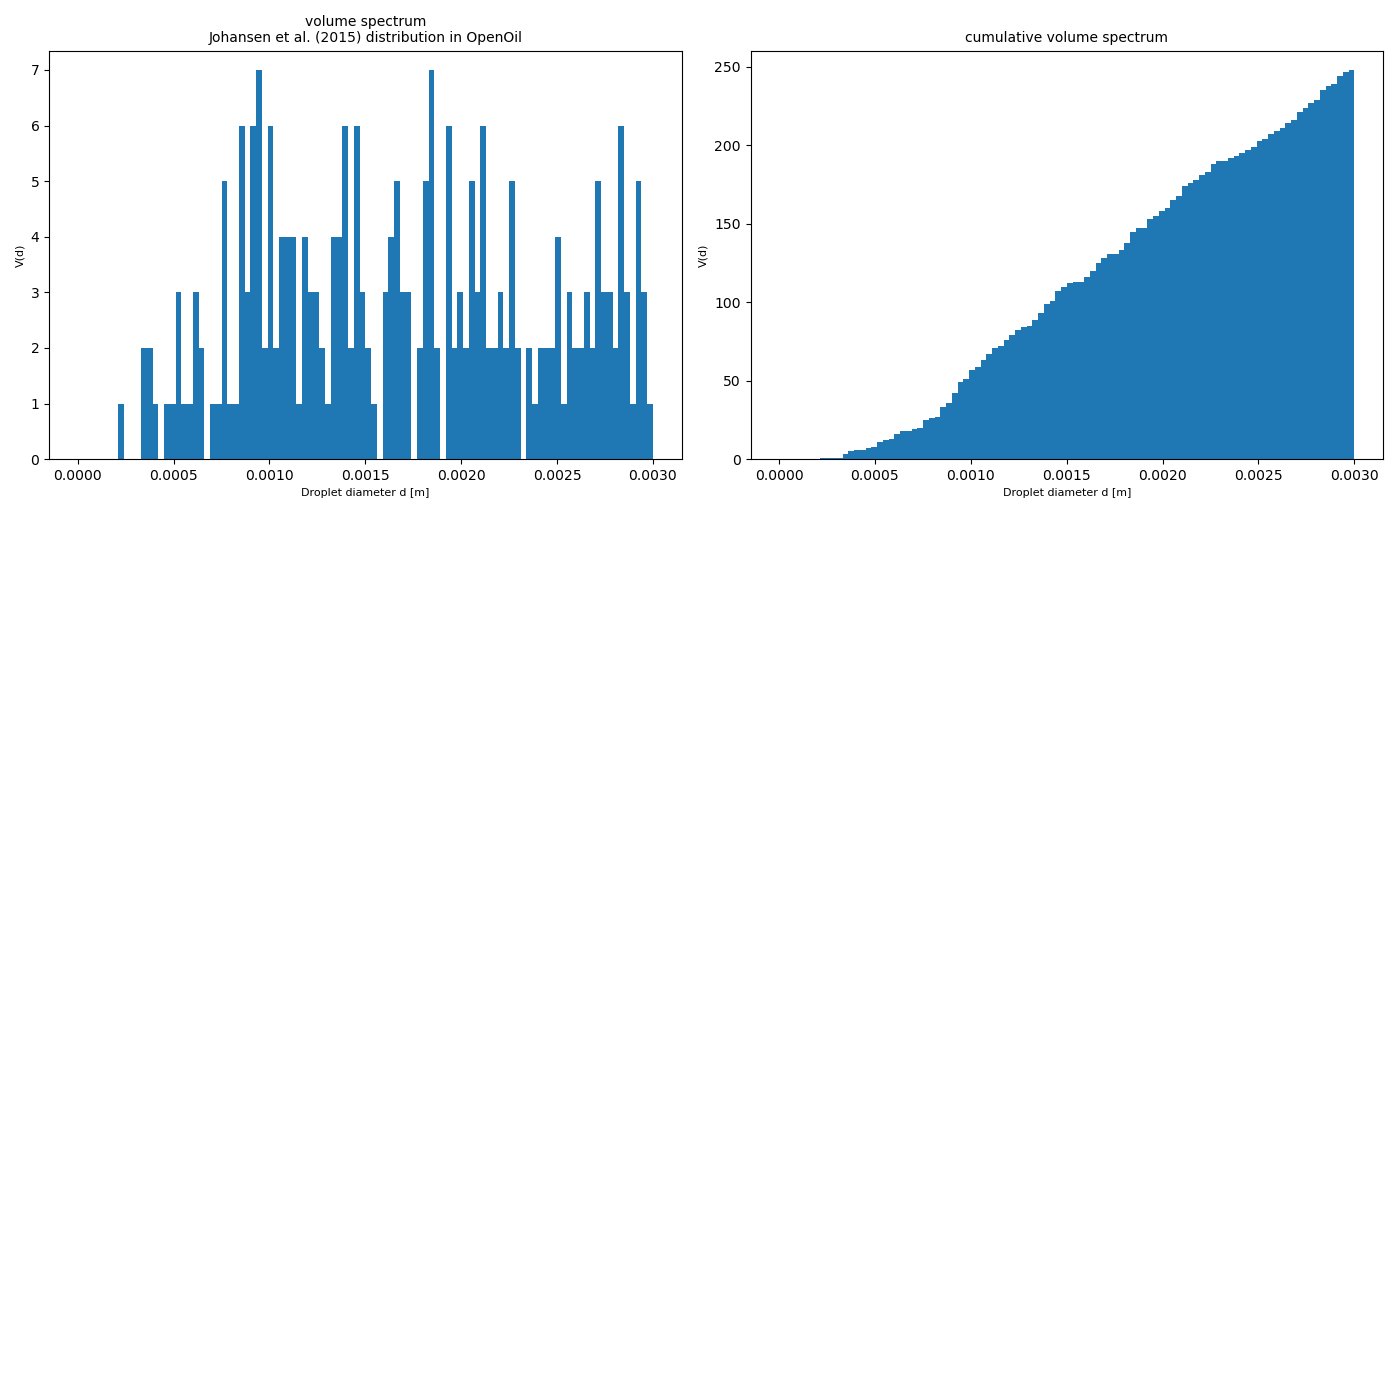 volume spectrum
Johansen et al. (2015) distribution in OpenOil
7
6
5
4
3
2
1
0
V(d)
0.0000 0.0005 0.0010 0.0015 0.0020 0.0025 0.0030
Droplet diameter d [m]
cumulative volume spectrum
250
200
150
100
50
0
V(d)
0.0000 0.0005 0.0010 0.0015 0.0020 0.0025 0.0030
Droplet diameter d [m]